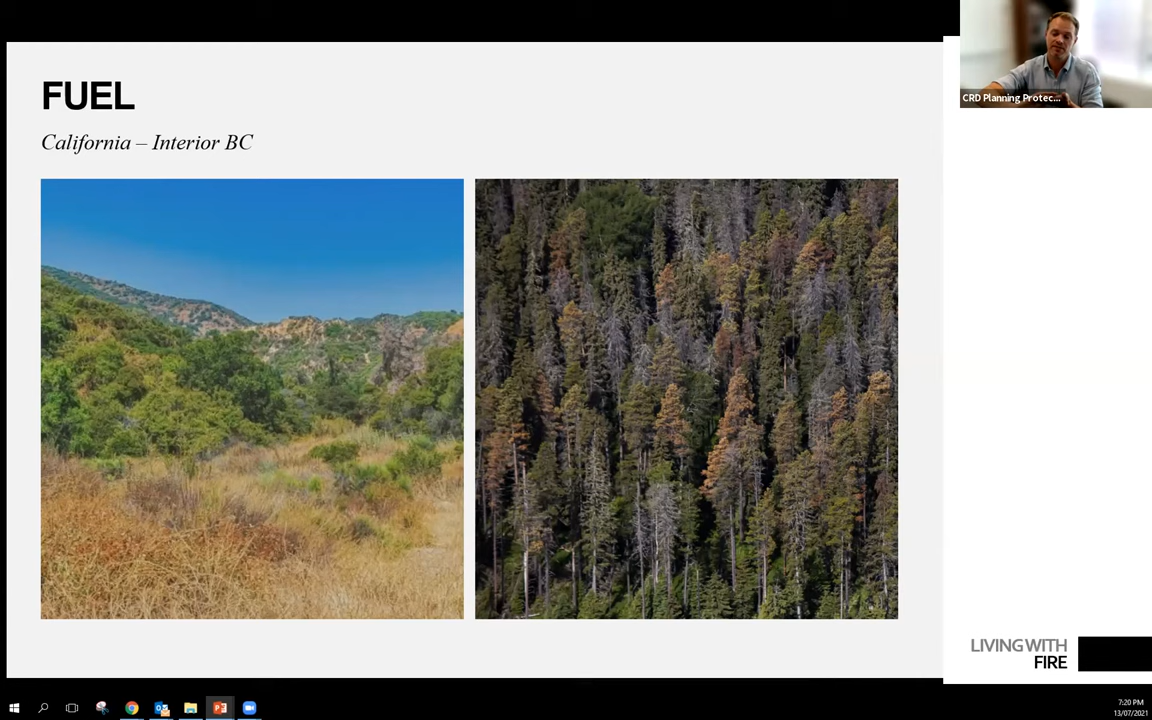 FUEL
California – Interior BC
CRD Planning Protec...
LIVING WITH
FIRE
7:20 PM
13/07/2021